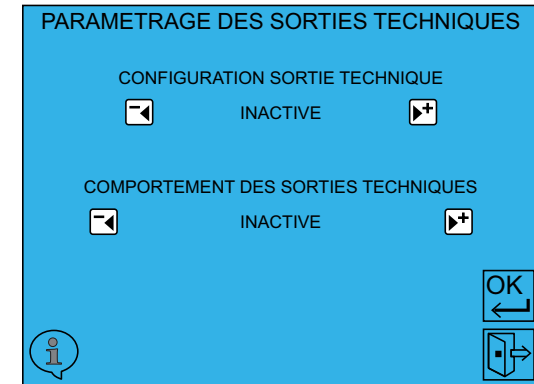 PARAMETRAGE DES SORTIES TECHNIQUES
CONFIGURATION SORTIE TECHNIQUE
INACTIVE
COMPORTEMENT DES SORTIES TECHNIQUES
INACTIVE
OK
i